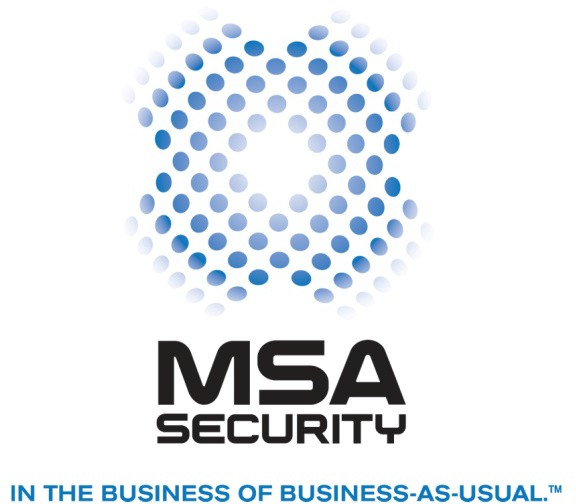 MSA
SECURITY
IN THE BUSINESS OF BUSINESS-AS-USUAL.™